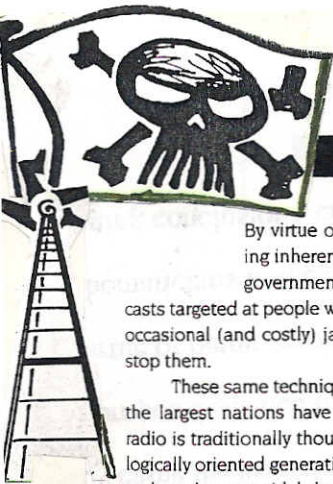 By virtue o
ing inheren
governmen
casts targeted at people w
occasional (and costly) ja
stop them.
These same techniq
the largest nations have
radio is traditionally thou
logically oriented generati